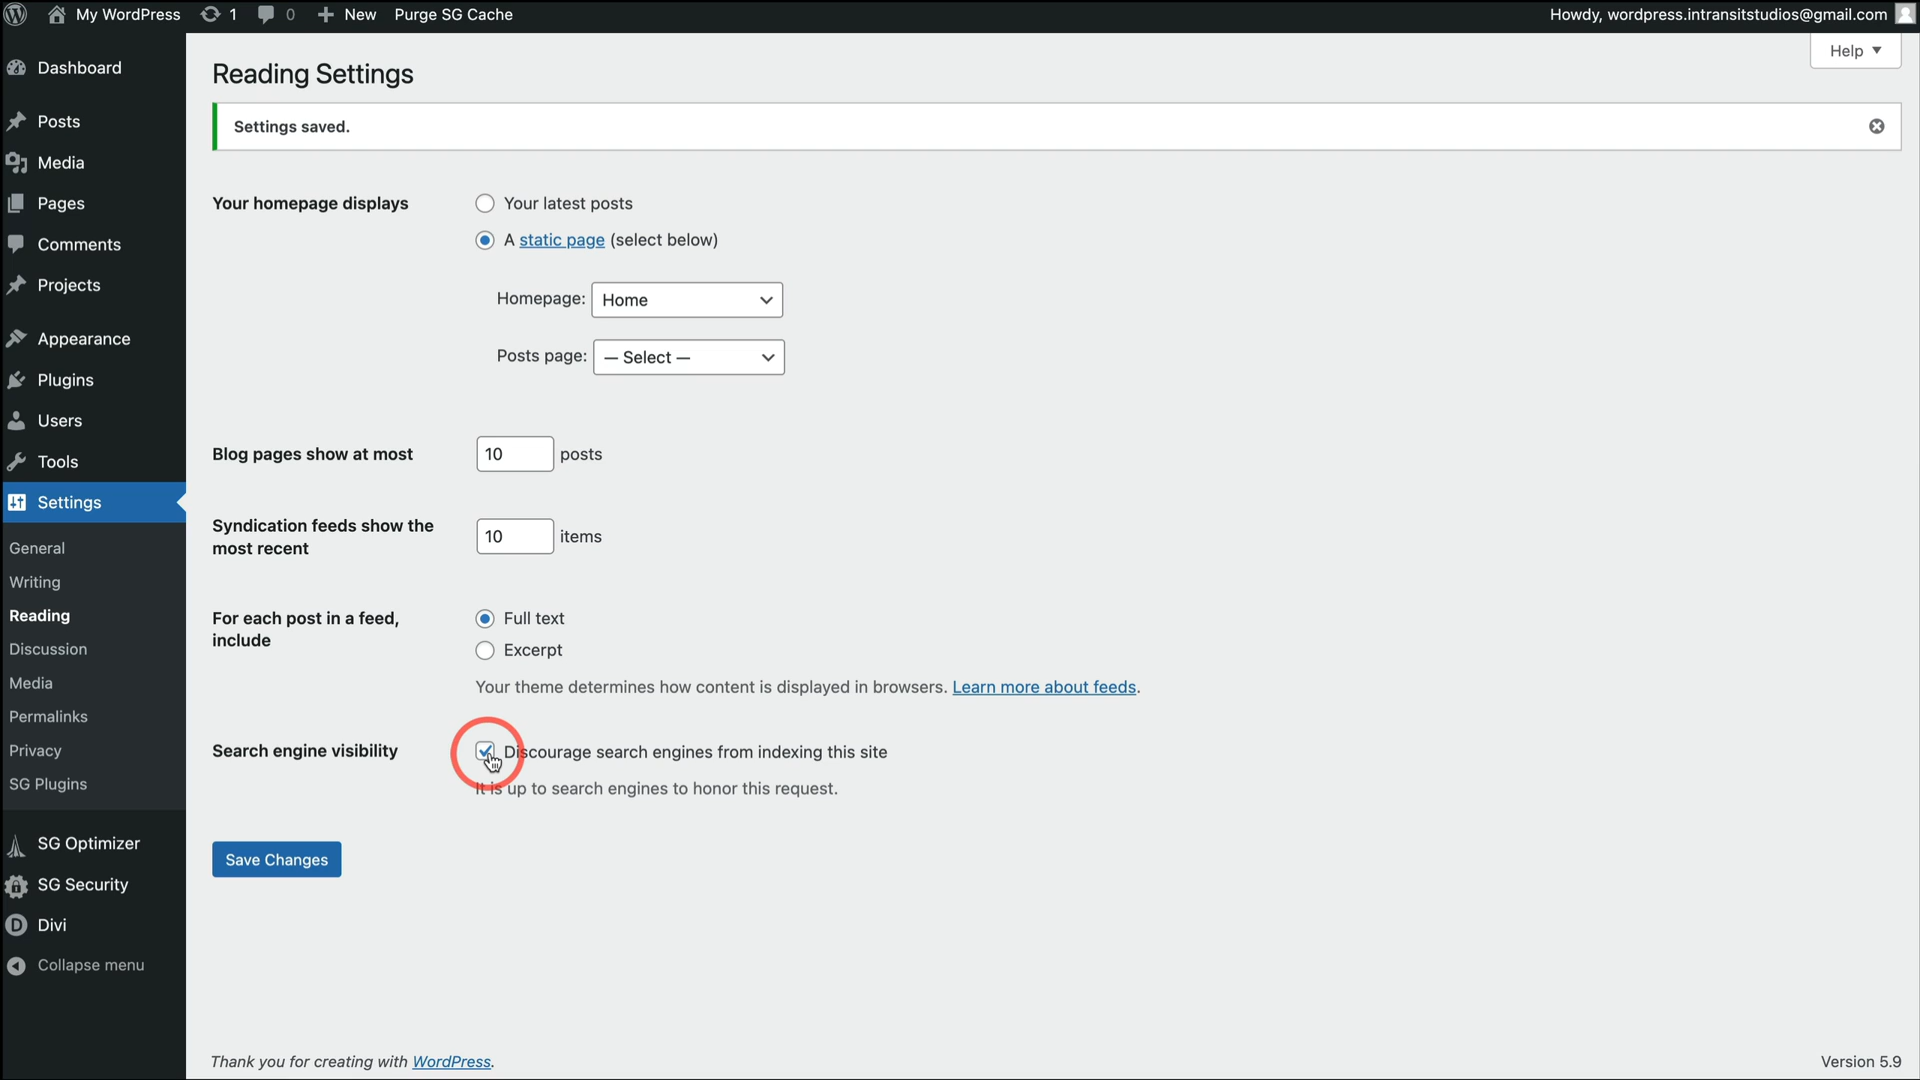 My WordPress 1 0 New Purge SG Cache Howdy, wordpress.intransitstudios@gmail.com
Help
Dashboard
Posts
Media
Pages
Comments
Projects
Appearance
Plugins
Users
Tools
Settings
General
Writing
Reading
Discussion
Media
Permalinks
Privacy
SG Plugins
SG Optimizer
SG Security
Divi
Collapse menu
Reading Settings
Settings saved.
Your homepage displays
Your latest posts
A static page (select below)
Homepage: Home
Posts page: — Select —
Blog pages show at most 10 posts
Syndication feeds show the
most recent
10 items
For each post in a feed,
include
Full text
Excerpt
Your theme determines how content is displayed in browsers. Learn more about feeds.
Search engine visibility
Discourage search engines from indexing this site
It is up to search engines to honor this request.
Save Changes
Thank you for creating with WordPress.
Version 5.9